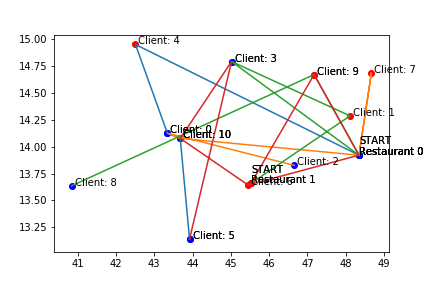 15.00
14.75
14.50
14.25
14.00
13.75
13.50
13.25
Client: 4
Client: 3
Client: 9
Client: 7
Client: 1
Client: 0
Client: 10
START
Restaurant 0
Client: 2
START
Restaurant 1
Client: 8
Client: 5
41 42 43 44 45 46 47 48 49